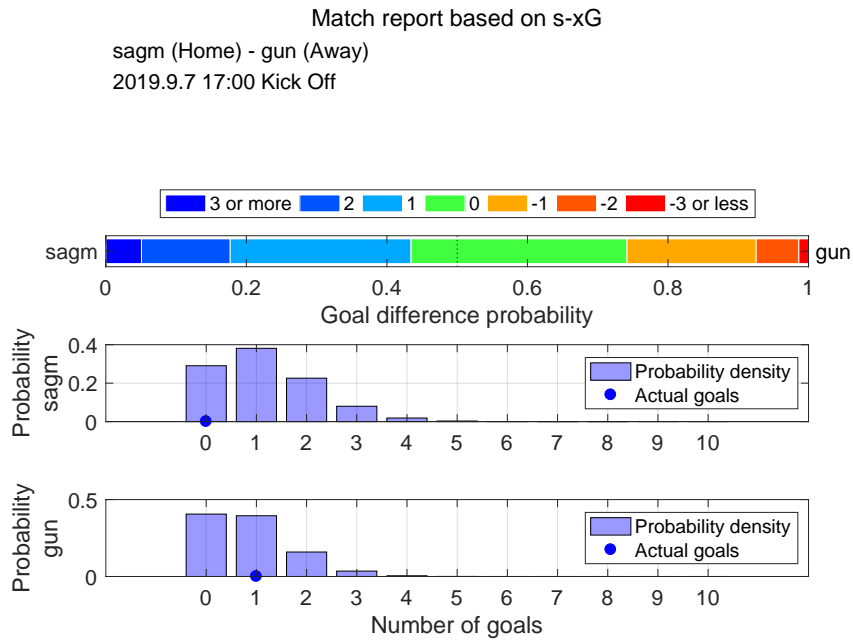 Match report based on s-xG
sagm (Home) - gun (Away)
2019.9.7 17:00 Kick Off
3 or more 2 1 0 -1 -2 -3 or less
sagm gun
0 0.2 0.4 0.6 0.8 1
Goal difference probability
Probability
sagm
0.4
0.2
0
Probability density
Actual goals
0 1 2 3 4 5 6 7 8 9 10
Probability
gun
0.5
0
Probability density
Actual goals
0 1 2 3 4 5 6 7 8 9 10
Number of goals